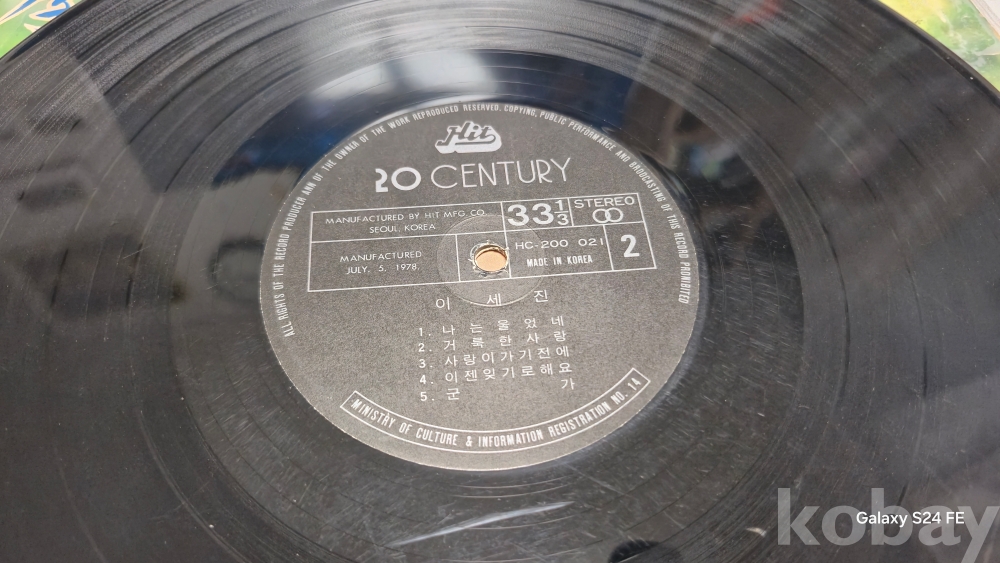 ALL RIGHTS OF THE RECORD PRODUCER ANN OF THE OWNER OF THE WORK REPRODUCED RESERVED. COPYING, PUBLIC PERFORMANCE AND BROADCASTING OF THIS RECORD PROHIBITED
Hit
20 CENTURY
MANUFACTURED BY HIT MFG. CO.
SEOUL, KOREA
33 1/3
STEREO
MANUFACTURED
JULY. 5. 1978.
HC-200 021
MADE IN KOREA
2
이 세 진
1. 나 는 울 었 네
2. 거 룩 한 사 랑
3. 사랑이가기전에
4. 이젠잊기로해요
5. 군 가
MINISTRY OF CULTURE & INFORMATION REGISTRATION NO. 14
Galaxy S24 FE
kobay